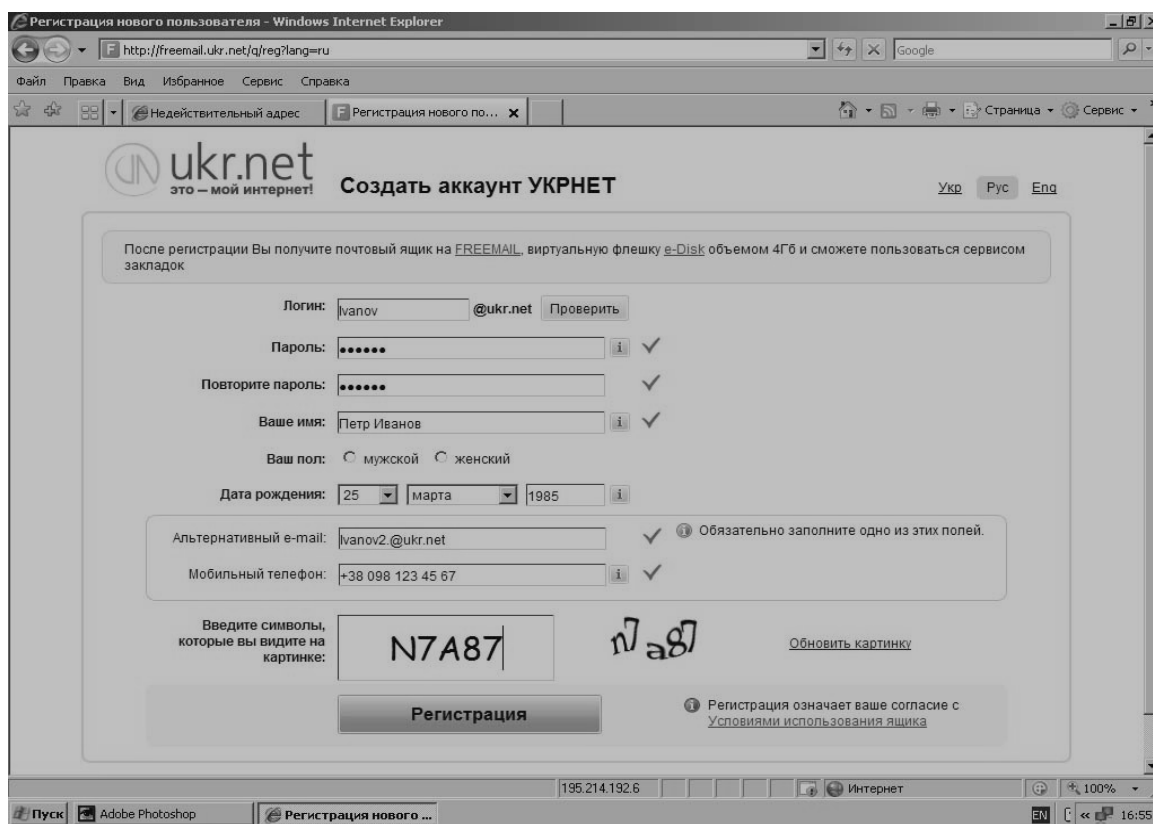 Регистрация нового пользователя - Windows Internet Explorer
http://freemail.ukr.net/q/reg?lang=ru
Google
Файл Правка Вид Избранное Сервис Справка
Недействительный адрес
Регистрация нового по...
Страница
Сервис
ukr.net
это – мой интернет!
Создать аккаунт УКРНЕТ
Укр Рус Eng
После регистрации Вы получите почтовый ящик на FREEMAIL, виртуальную флешку e-Disk объемом 4Гб и сможете пользоваться сервисом
закладок
Логин: Ivanov @ukr.net Проверить
Пароль: ●●●●●● i
Повторите пароль: ●●●●●●
Ваше имя: Петр Иванов i
Ваш пол: мужской женский
Дата рождения: 25 марта 1985 i
Альтернативный e-mail: Ivanov2.@ukr.net i Обязательно заполните одно из этих полей.
Мобильный телефон: +38 098 123 45 67 i
Введите символы,
которые вы видите на
картинке:
N7A87
n7a87
Обновить картинку
Регистрация
i Регистрация означает ваше согласие с
Условиями использования ящика
195.214.192.6 Интернет 100%
Пуск Adobe Photoshop Регистрация нового ... EN « 16:55